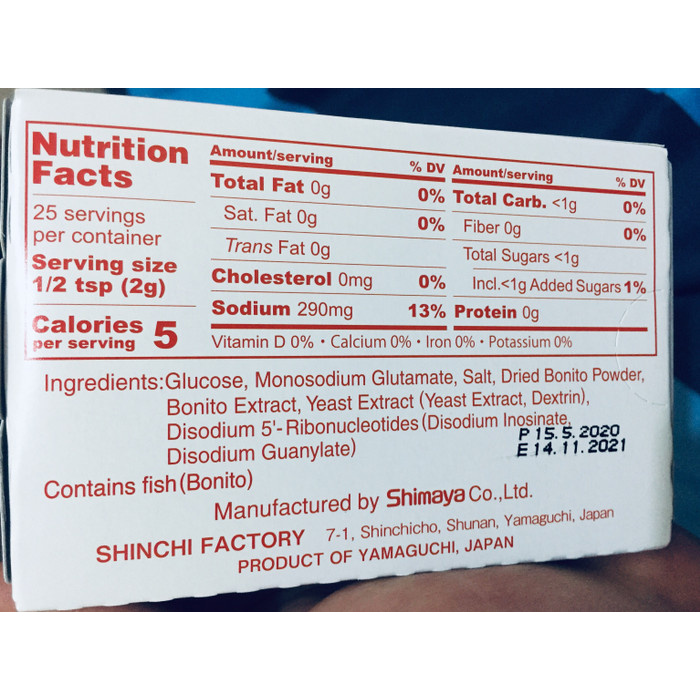 Nutrition
Facts
25 servings
per container
Serving size
1/2 tsp (2g)
Calories 5
per serving
Amount/serving % DV
Total Fat 0g 0%
Sat. Fat 0g 0%
Trans Fat 0g
Cholesterol 0mg 0%
Sodium 290mg 13%
Amount/serving % DV
Total Carb. <1g 0%
Fiber 0g 0%
Total Sugars <1g
Incl.<1g Added Sugars 1%
Protein 0g
Vitamin D 0% • Calcium 0% • Iron 0% • Potassium 0%
Ingredients:Glucose, Monosodium Glutamate, Salt, Dried Bonito Powder,
Bonito Extract, Yeast Extract (Yeast Extract, Dextrin),
Disodium 5'-Ribonucleotides (Disodium Inosinate,
Disodium Guanylate)
P 15.5.2020
E 14.11.2021
Contains fish (Bonito)
Manufactured by Shimaya Co.,Ltd.
SHINCHI FACTORY 7-1, Shinchicho, Shunan, Yamaguchi, Japan
PRODUCT OF YAMAGUCHI, JAPAN